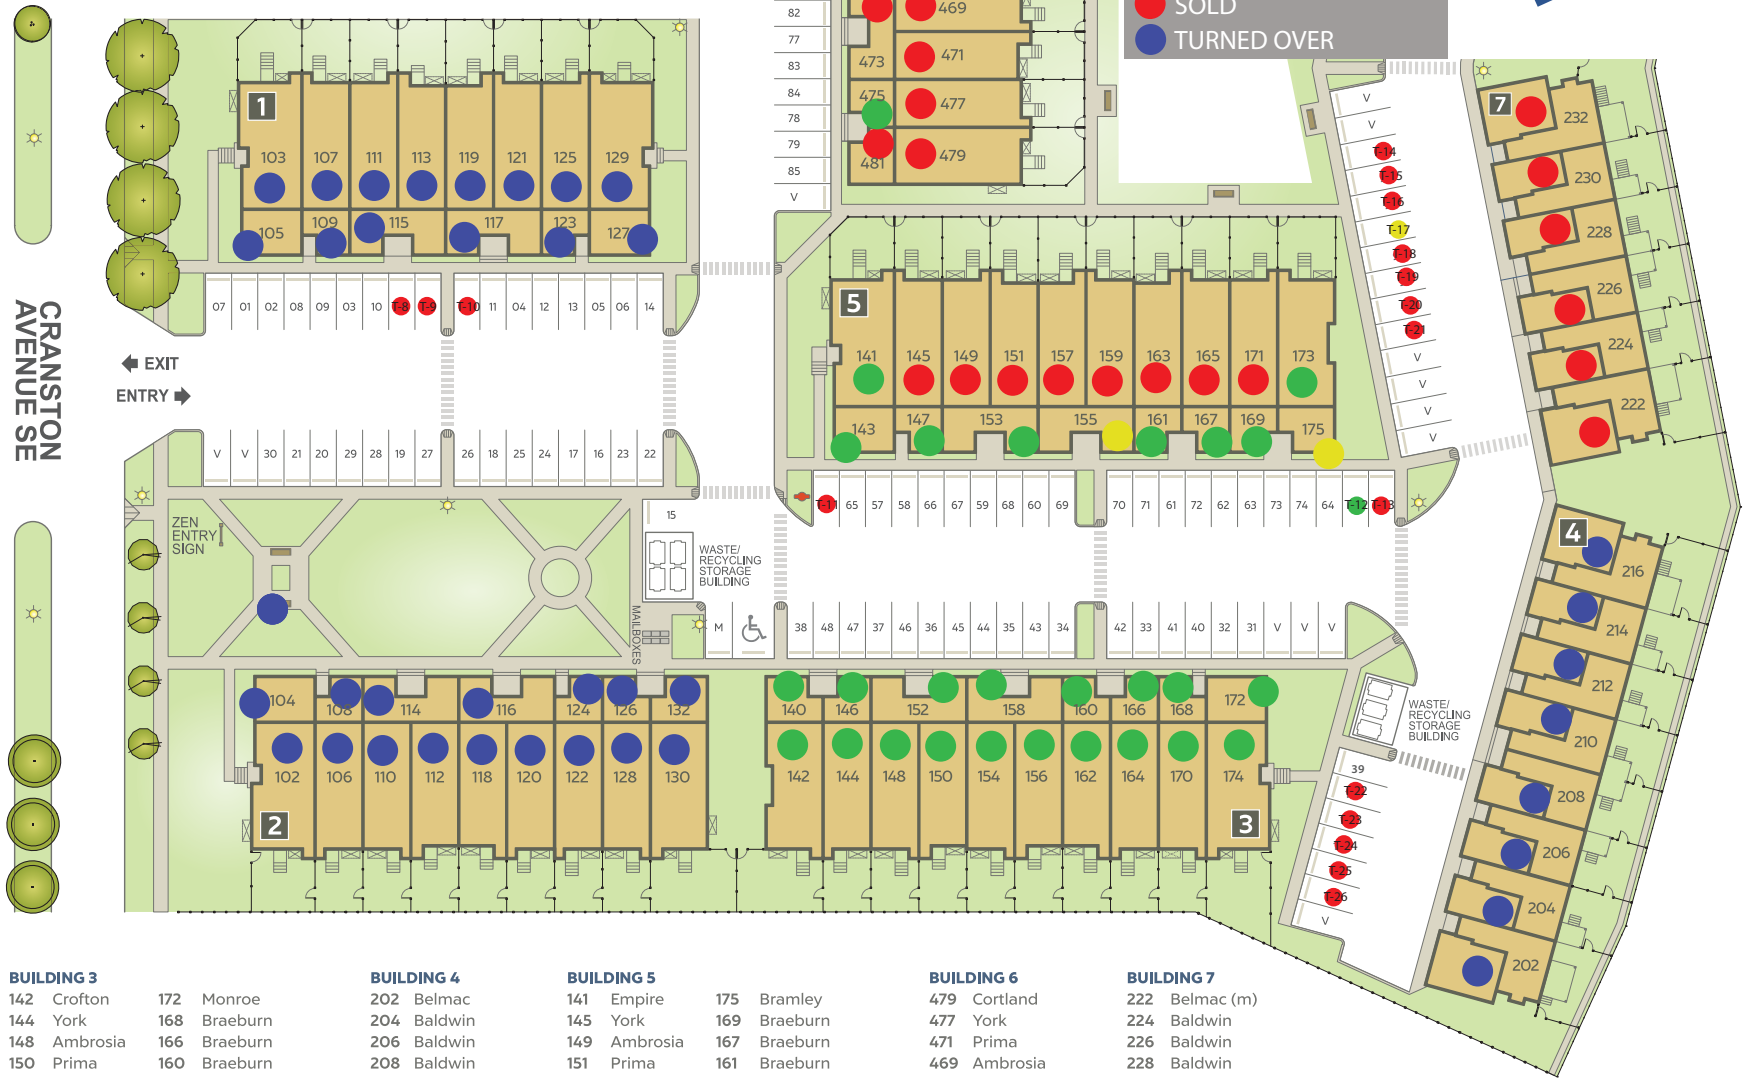 SOLD
TURNED OVER
82
77
83
84
78
79
85
V
469
471
473
475
477
479
481
1
103
107
111
113
119
121
125
129
105
109
115
117
123
127
07 01 02 08 09 03 10 T-8 T-9 T-10 11 04 12 13 05 06 14
CRANSTON
AVENUE SE
EXIT
ENTRY
V V 30 21 20 29 28 19 27 26 18 25 24 17 16 23 22
15
ZEN
ENTRY
SIGN
WASTE/
RECYCLING
STORAGE
BUILDING
MAILBOXES
M
5
141 145 149 151 157 159 163 165 171 173
143 147 153 155 161 167 169 175
T-11 65 57 58 66 67 59 68 60 69 70 71 61 72 62 63 73 74 64 T-12 T-13
38 48 47 37 46 36 45 44 35 43 34 42 33 41 40 32 31 V V V
V
V
T-14
T-15
T-16
T-17
T-18
T-19
T-20
T-21
V
V
V
V
7
232
230
228
226
224
222
4
216
214
212
210
208
206
204
202
WASTE/
RECYCLING
STORAGE
BUILDING
39
T-22
T-23
T-24
T-25
T-26
V
104 108 114 116 124 126 132
102 106 110 112 118 120 122 128 130
2
140 146 152 158 160 166 168 172
142 144 148 150 154 156 162 164 170 174
3
BUILDING 3
142 Crofton 172 Monroe
144 York 168 Braeburn
148 Ambrosia 166 Braeburn
150 Prima 160 Braeburn
BUILDING 4
202 Belmac
204 Baldwin
206 Baldwin
208 Baldwin
BUILDING 5
141 Empire 175 Bramley
145 York 169 Braeburn
149 Ambrosia 167 Braeburn
151 Prima 161 Braeburn
BUILDING 6
479 Cortland
477 York
471 Prima
469 Ambrosia
BUILDING 7
222 Belmac (m)
224 Baldwin
226 Baldwin
228 Baldwin